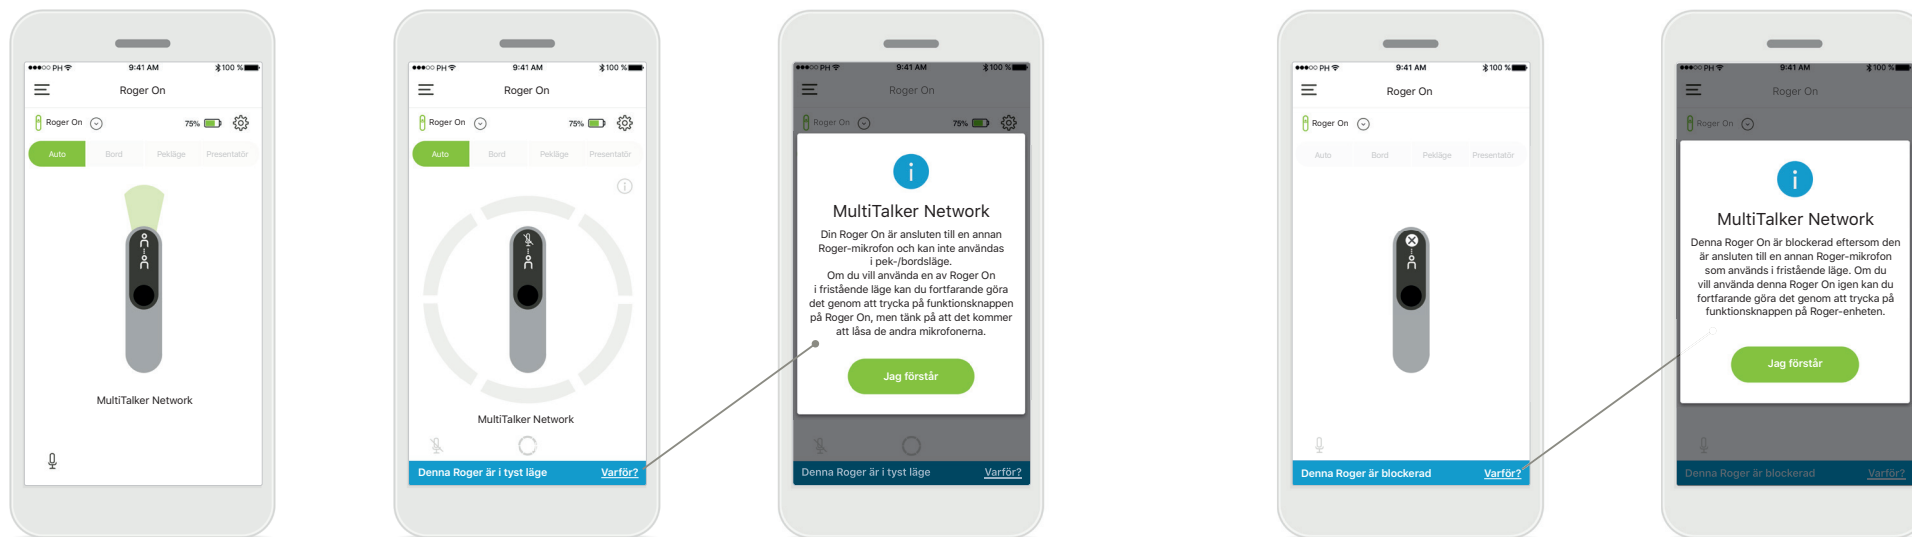 PH 9:41 AM 100 %
Roger On
Roger On 75%
Auto Bord Pekläge Presentatör
MultiTalker Network
PH 9:41 AM 100 %
Roger On
Roger On 75%
Auto Bord Pekläge Presentatör
MultiTalker Network
Denna Roger är i tyst läge Varför?
PH 9:41 AM 100 %
Roger On
Roger On 75%
MultiTalker Network
Din Roger On är ansluten till en annan
Roger-mikrofon och kan inte användas
i pek-/bordsläge.
Om du vill använda en av Roger On
i fristående läge kan du fortfarande göra
det genom att trycka på funktionsknappen
på Roger On, men tänk på att det kommer
att låsa de andra mikrofonerna.
Jag förstår
Denna Roger är i tyst läge Varför?
PH 9:41 AM 100 %
Roger On
Roger On
Auto Bord Pekläge Presentatör
Denna Roger är blockerad Varför?
PH 9:41 AM 100 %
Roger On
Roger On
MultiTalker Network
Denna Roger On är blockerad eftersom den
är ansluten till en annan Roger-mikrofon
som används i fristående läge. Om du
vill använda denna Roger On igen kan du
fortfarande göra det genom att trycka på
funktionsknappen på Roger-enheten.
Jag förstår
Denna Roger är blockerad Varför?